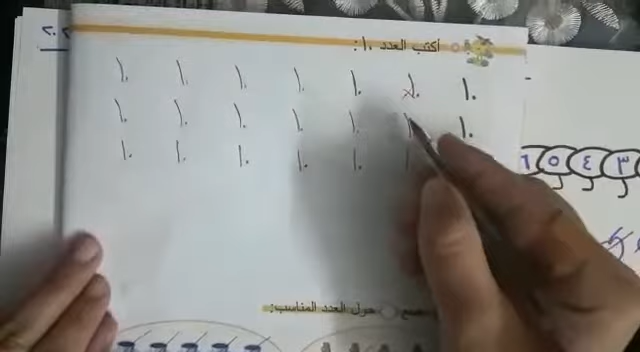 أكتب العدد ١٠:
١٠ ١٠ ١٠ ١٠ ١٠ ١٠ ١٠
١٠ ١٠ ١٠ ١٠ ١٠ ١٠ ١٠
١٠ ١٠ ١٠ ١٠ ١٠
حول العدد المناسب:
٣ ٤ ٥ ٦